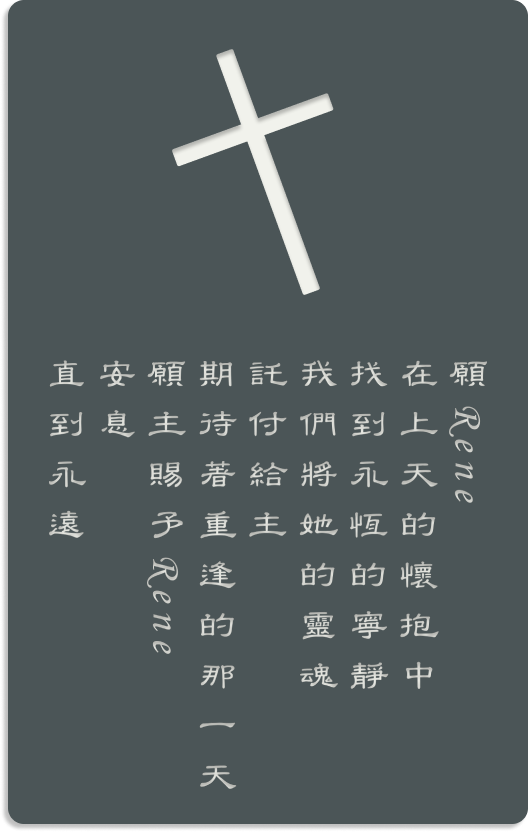 願Rene
在上天的懷抱中
找到永恆的寧靜
我們將她的靈魂
託付給主
期待著重逢的那一天
願主賜予Rene
安息
直到永遠